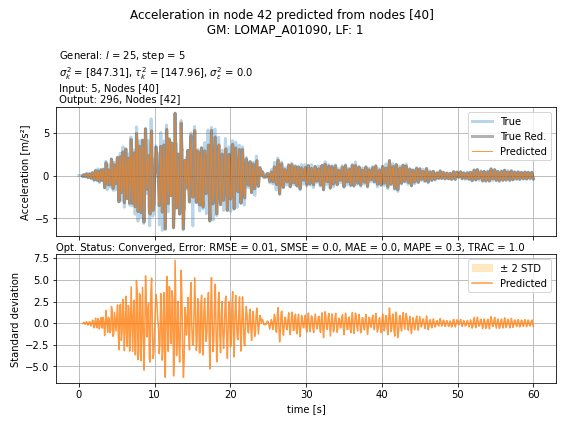 Acceleration in node 42 predicted from nodes [40]
GM: LOMAP_A01090, LF: 1
General: l = 25, step = 5
σ²ₖ = [847.31], τ²ₖ = [147.96], σ²ε = 0.0
Input: 5, Nodes [40]
Output: 296, Nodes [42]
Acceleration [m/s²]
5
0
−5
True
True Red.
Predicted
Opt. Status: Converged, Error: RMSE = 0.01, SMSE = 0.0, MAE = 0.0, MAPE = 0.3, TRAC = 1.0
Standard deviation
7.5
5.0
2.5
0.0
−2.5
−5.0
± 2 STD
Predicted
0 10 20 30 40 50 60
time [s]